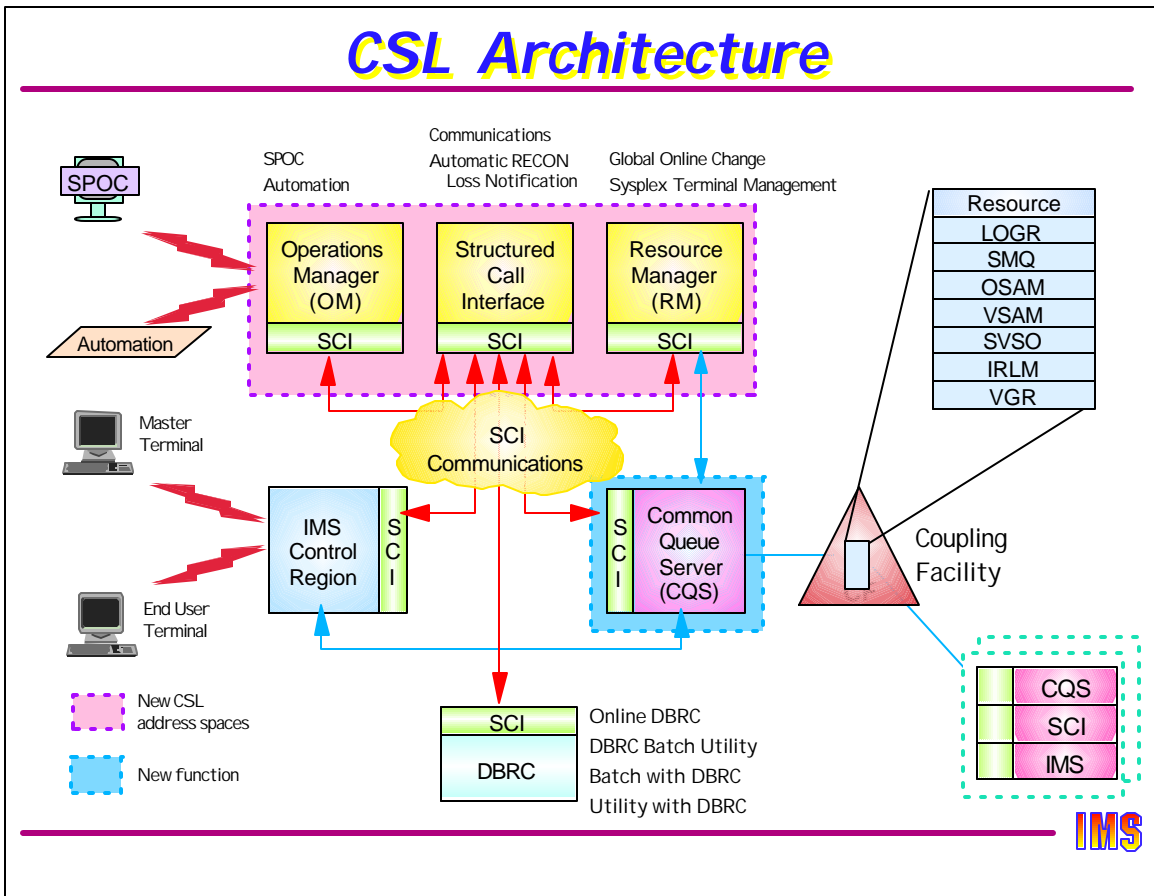 CSL Architecture
SPOC
SPOC
Automation
Communications
Automatic RECON
Loss Notification
Global Online Change
Sysplex Terminal Management
Operations
Manager
(OM)
SCI
Structured
Call
Interface
SCI
Resource
Manager
(RM)
SCI
Resource
LOGR
SMQ
OSAM
VSAM
SVSO
IRLM
VGR
Automation
Master
Terminal
SCI
Communications
IMS
Control
Region
S
C
I
S
C
I
Common
Queue
Server
(CQS)
Coupling
Facility
CF
End User
Terminal
New CSL
address spaces
New function
SCI
DBRC
Online DBRC
DBRC Batch Utility
Batch with DBRC
Utility with DBRC
CQS
SCI
IMS
IMS